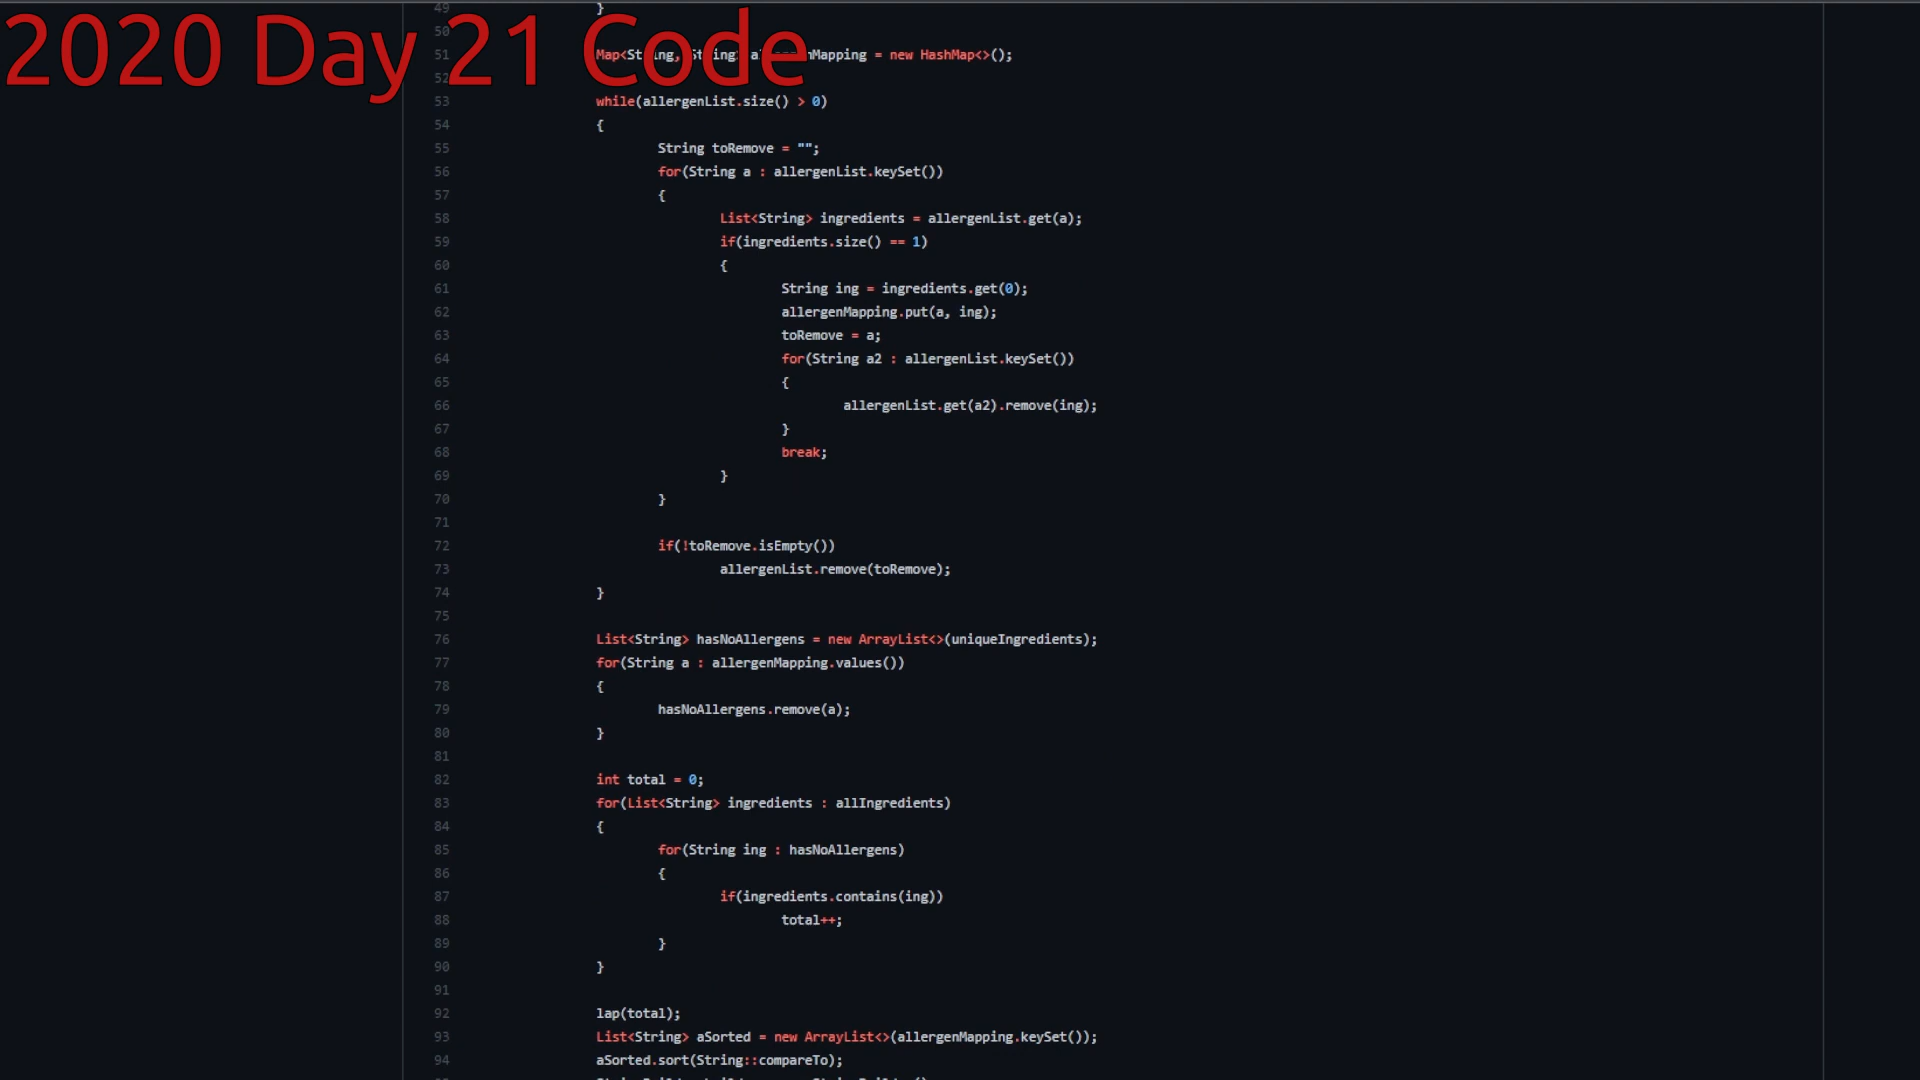 2020 Day 21 Code
49 }
50
51 Map<String, String> allergenMapping = new HashMap<>();
52
53 while(allergenList.size() > 0)
54 {
55 String toRemove = "";
56 for(String a : allergenList.keySet())
57 {
58 List<String> ingredients = allergenList.get(a);
59 if(ingredients.size() == 1)
60 {
61 String ing = ingredients.get(0);
62 allergenMapping.put(a, ing);
63 toRemove = a;
64 for(String a2 : allergenList.keySet())
65 {
66 allergenList.get(a2).remove(ing);
67 }
68 break;
69 }
70 }
71
72 if(!toRemove.isEmpty())
73 allergenList.remove(toRemove);
74 }
75
76 List<String> hasNoAllergens = new ArrayList<>(uniqueIngredients);
77 for(String a : allergenMapping.values())
78 {
79 hasNoAllergens.remove(a);
80 }
81
82 int total = 0;
83 for(List<String> ingredients : allIngredients)
84 {
85 for(String ing : hasNoAllergens)
86 {
87 if(ingredients.contains(ing))
88 total++;
89 }
90 }
91
92 lap(total);
93 List<String> aSorted = new ArrayList<>(allergenMapping.keySet());
94 aSorted.sort(String::compareTo);